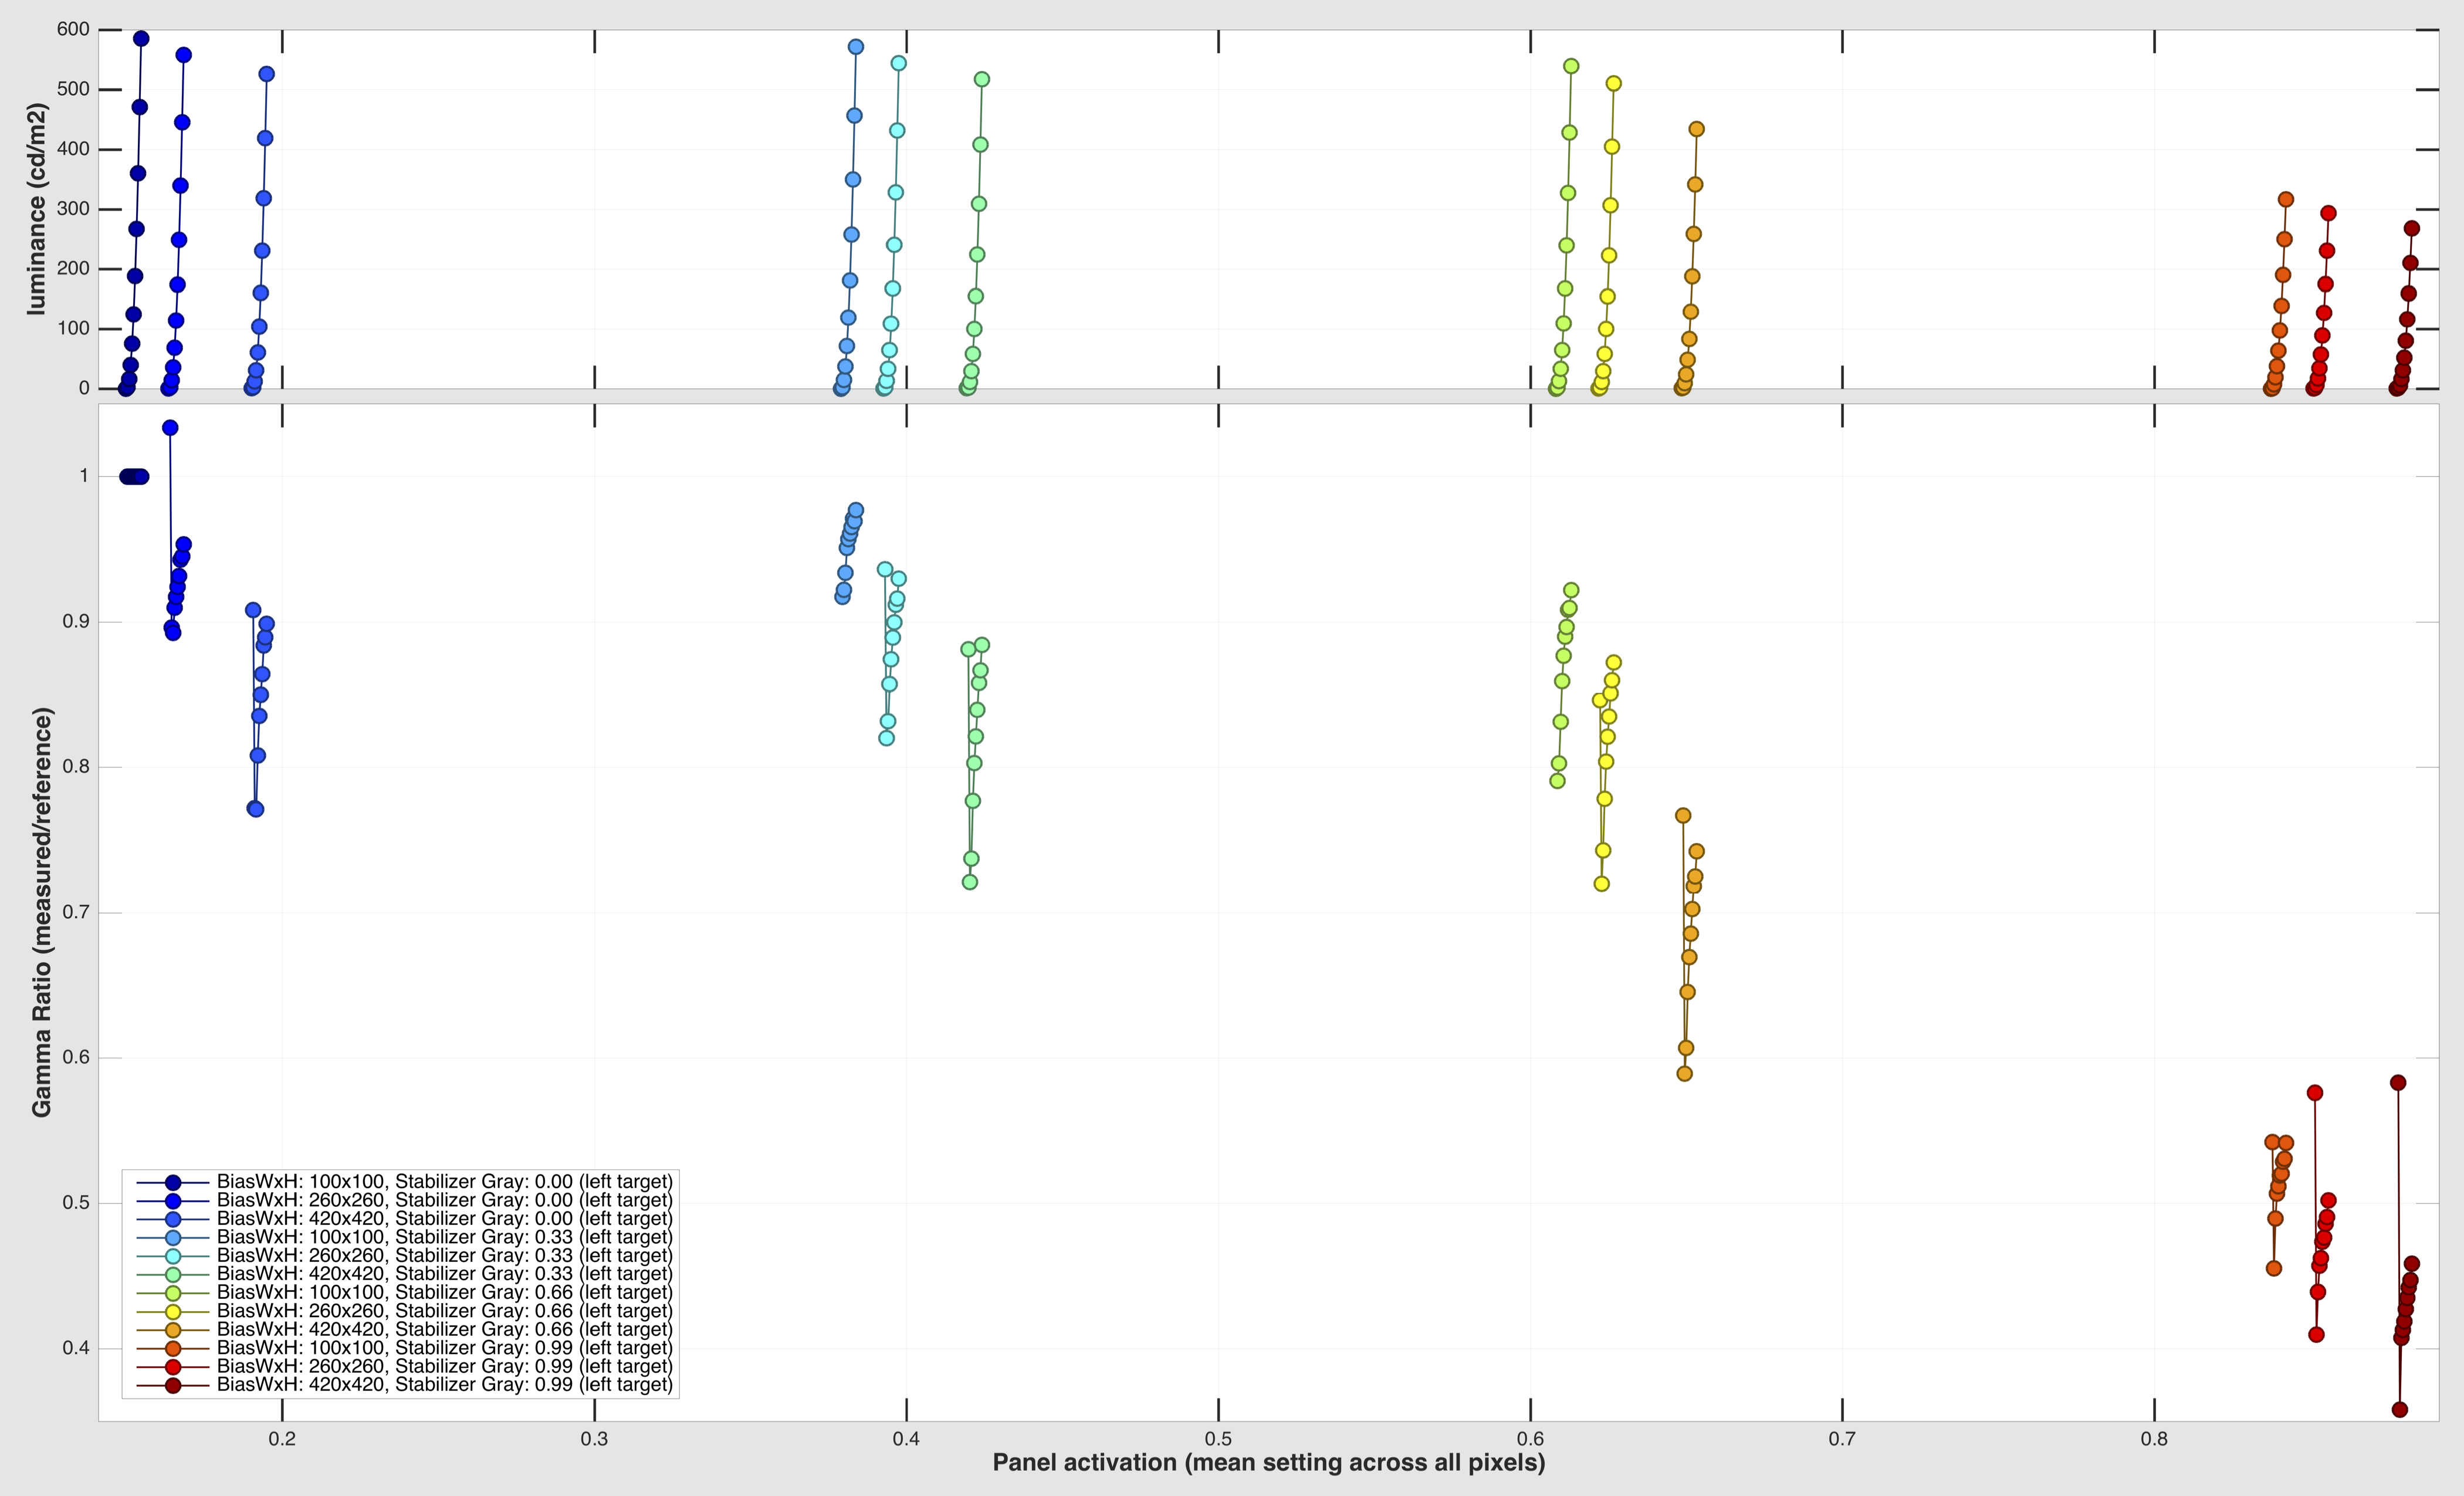 600
500
400
300
200
100
0
luminance (cd/m2)
1
0.9
0.8
0.7
0.6
0.5
0.4
Gamma Ratio (measured/reference)
BiasWxH: 100x100, Stabilizer Gray: 0.00 (left target)
BiasWxH: 260x260, Stabilizer Gray: 0.00 (left target)
BiasWxH: 420x420, Stabilizer Gray: 0.00 (left target)
BiasWxH: 100x100, Stabilizer Gray: 0.33 (left target)
BiasWxH: 260x260, Stabilizer Gray: 0.33 (left target)
BiasWxH: 420x420, Stabilizer Gray: 0.33 (left target)
BiasWxH: 100x100, Stabilizer Gray: 0.66 (left target)
BiasWxH: 260x260, Stabilizer Gray: 0.66 (left target)
BiasWxH: 420x420, Stabilizer Gray: 0.66 (left target)
BiasWxH: 100x100, Stabilizer Gray: 0.99 (left target)
BiasWxH: 260x260, Stabilizer Gray: 0.99 (left target)
BiasWxH: 420x420, Stabilizer Gray: 0.99 (left target)
0.2 0.3 0.4 0.5 0.6 0.7 0.8
Panel activation (mean setting across all pixels)